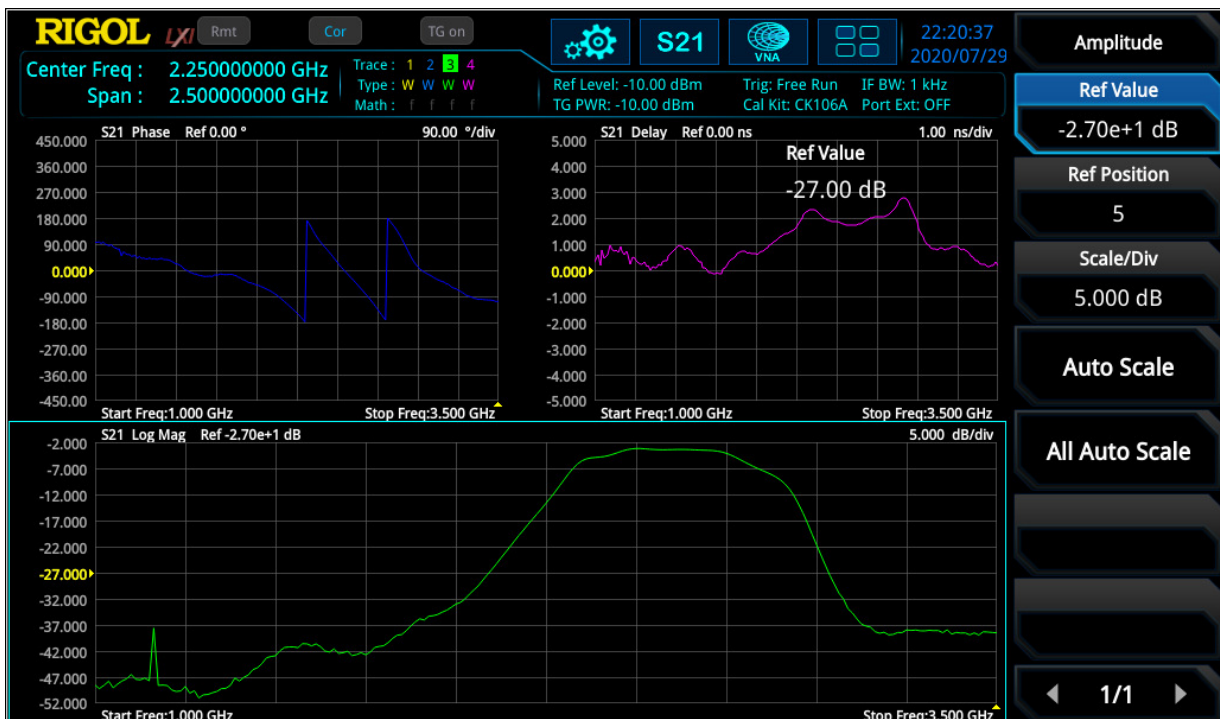 RIGOL LXI Rmt Cor TG on S21 VNA 22:20:37
2020/07/29
Center Freq : 2.250000000 GHz
Span : 2.500000000 GHz
Trace : 1 2 3 4
Type : W W W W
Math : f f f f
Ref Level: -10.00 dBm Trig: Free Run IF BW: 1 kHz
TG PWR: -10.00 dBm Cal Kit: CK106A Port Ext: OFF
S21 Phase Ref 0.00 ° 90.00 °/div
450.000
360.000
270.000
180.000
90.000
0.000
-90.000
-180.00
-270.00
-360.00
-450.00
Start Freq:1.000 GHz Stop Freq:3.500 GHz
S21 Delay Ref 0.00 ns 1.00 ns/div
Ref Value
-27.00 dB
5.000
4.000
3.000
2.000
1.000
0.000
-1.000
-2.000
-3.000
-4.000
-5.000
Start Freq:1.000 GHz Stop Freq:3.500 GHz
S21 Log Mag Ref -2.70e+1 dB 5.000 dB/div
-2.000
-7.000
-12.000
-17.000
-22.000
-27.000
-32.000
-37.000
-42.000
-47.000
-52.000
Start Freq:1.000 GHz Stop Freq:3.500 GHz
Amplitude
Ref Value
-2.70e+1 dB
Ref Position
5
Scale/Div
5.000 dB
Auto Scale
All Auto Scale
1/1